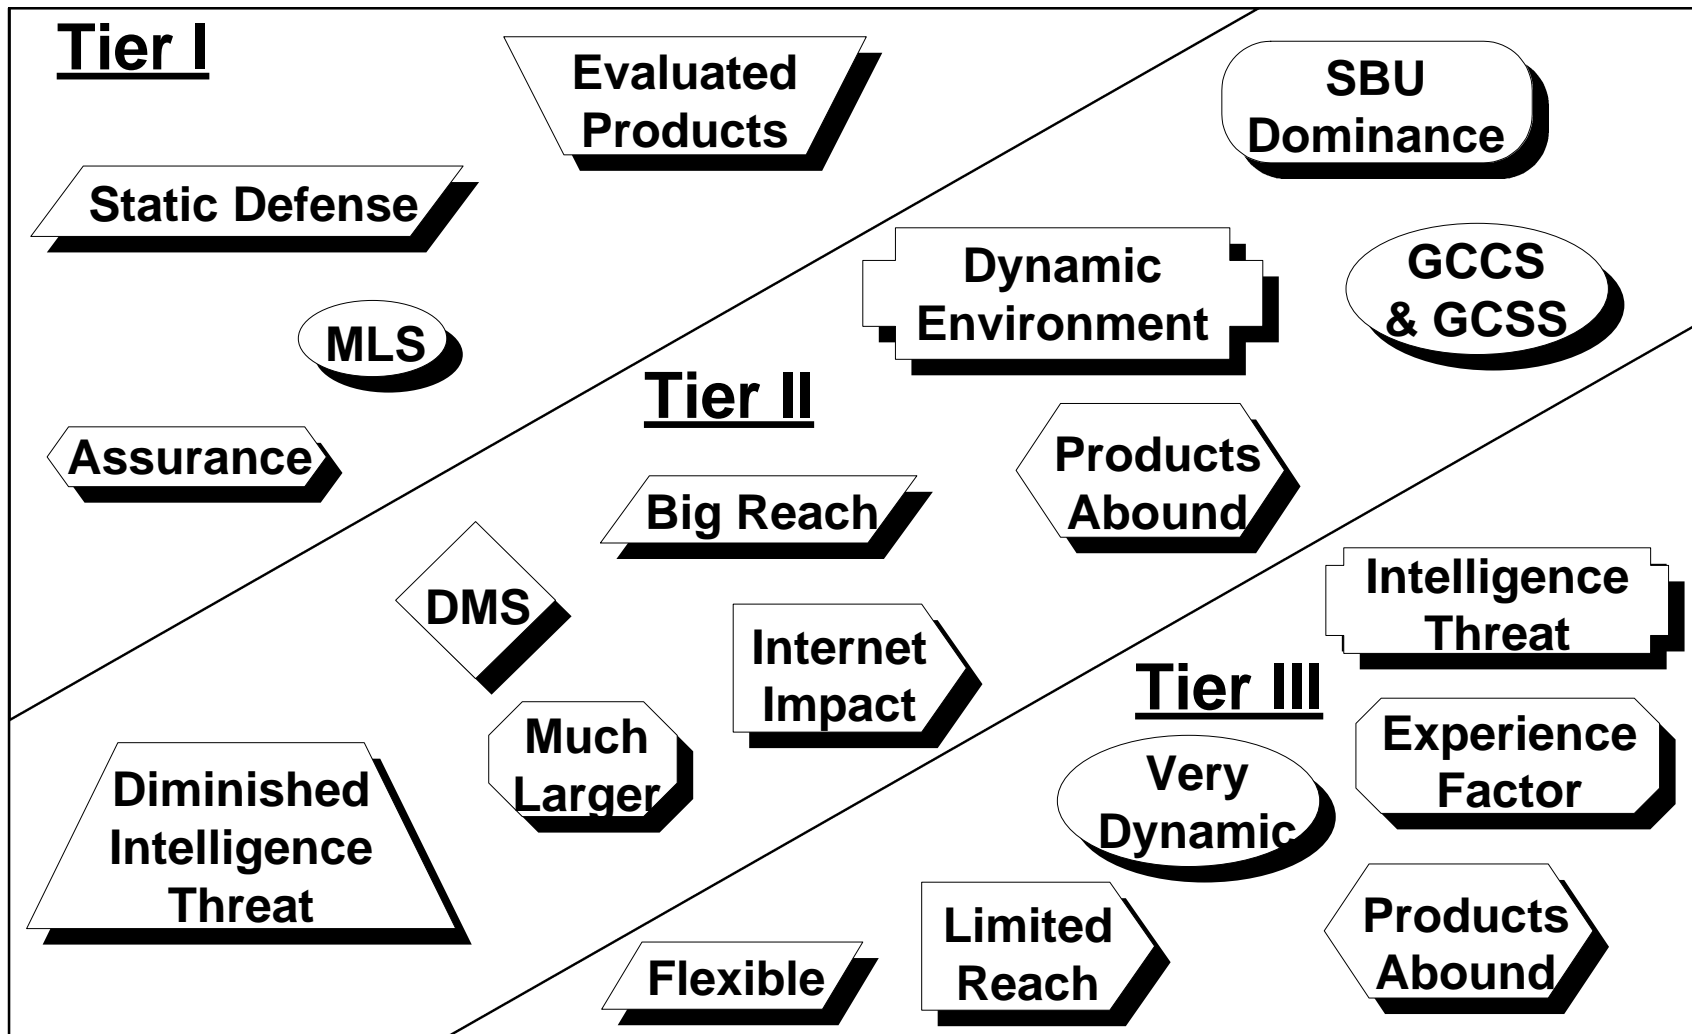 Tier I
Evaluated
Products
Static Defense
MLS
Assurance
SBU
Dominance
Dynamic
Environment
GCCS
& GCSS
Tier II
Products
Abound
Big Reach
DMS
Internet
Impact
Much
Larger
Diminished
Intelligence
Threat
Intelligence
Threat
Tier III
Experience
Factor
Very
Dynamic
Limited
Reach
Products
Abound
Flexible